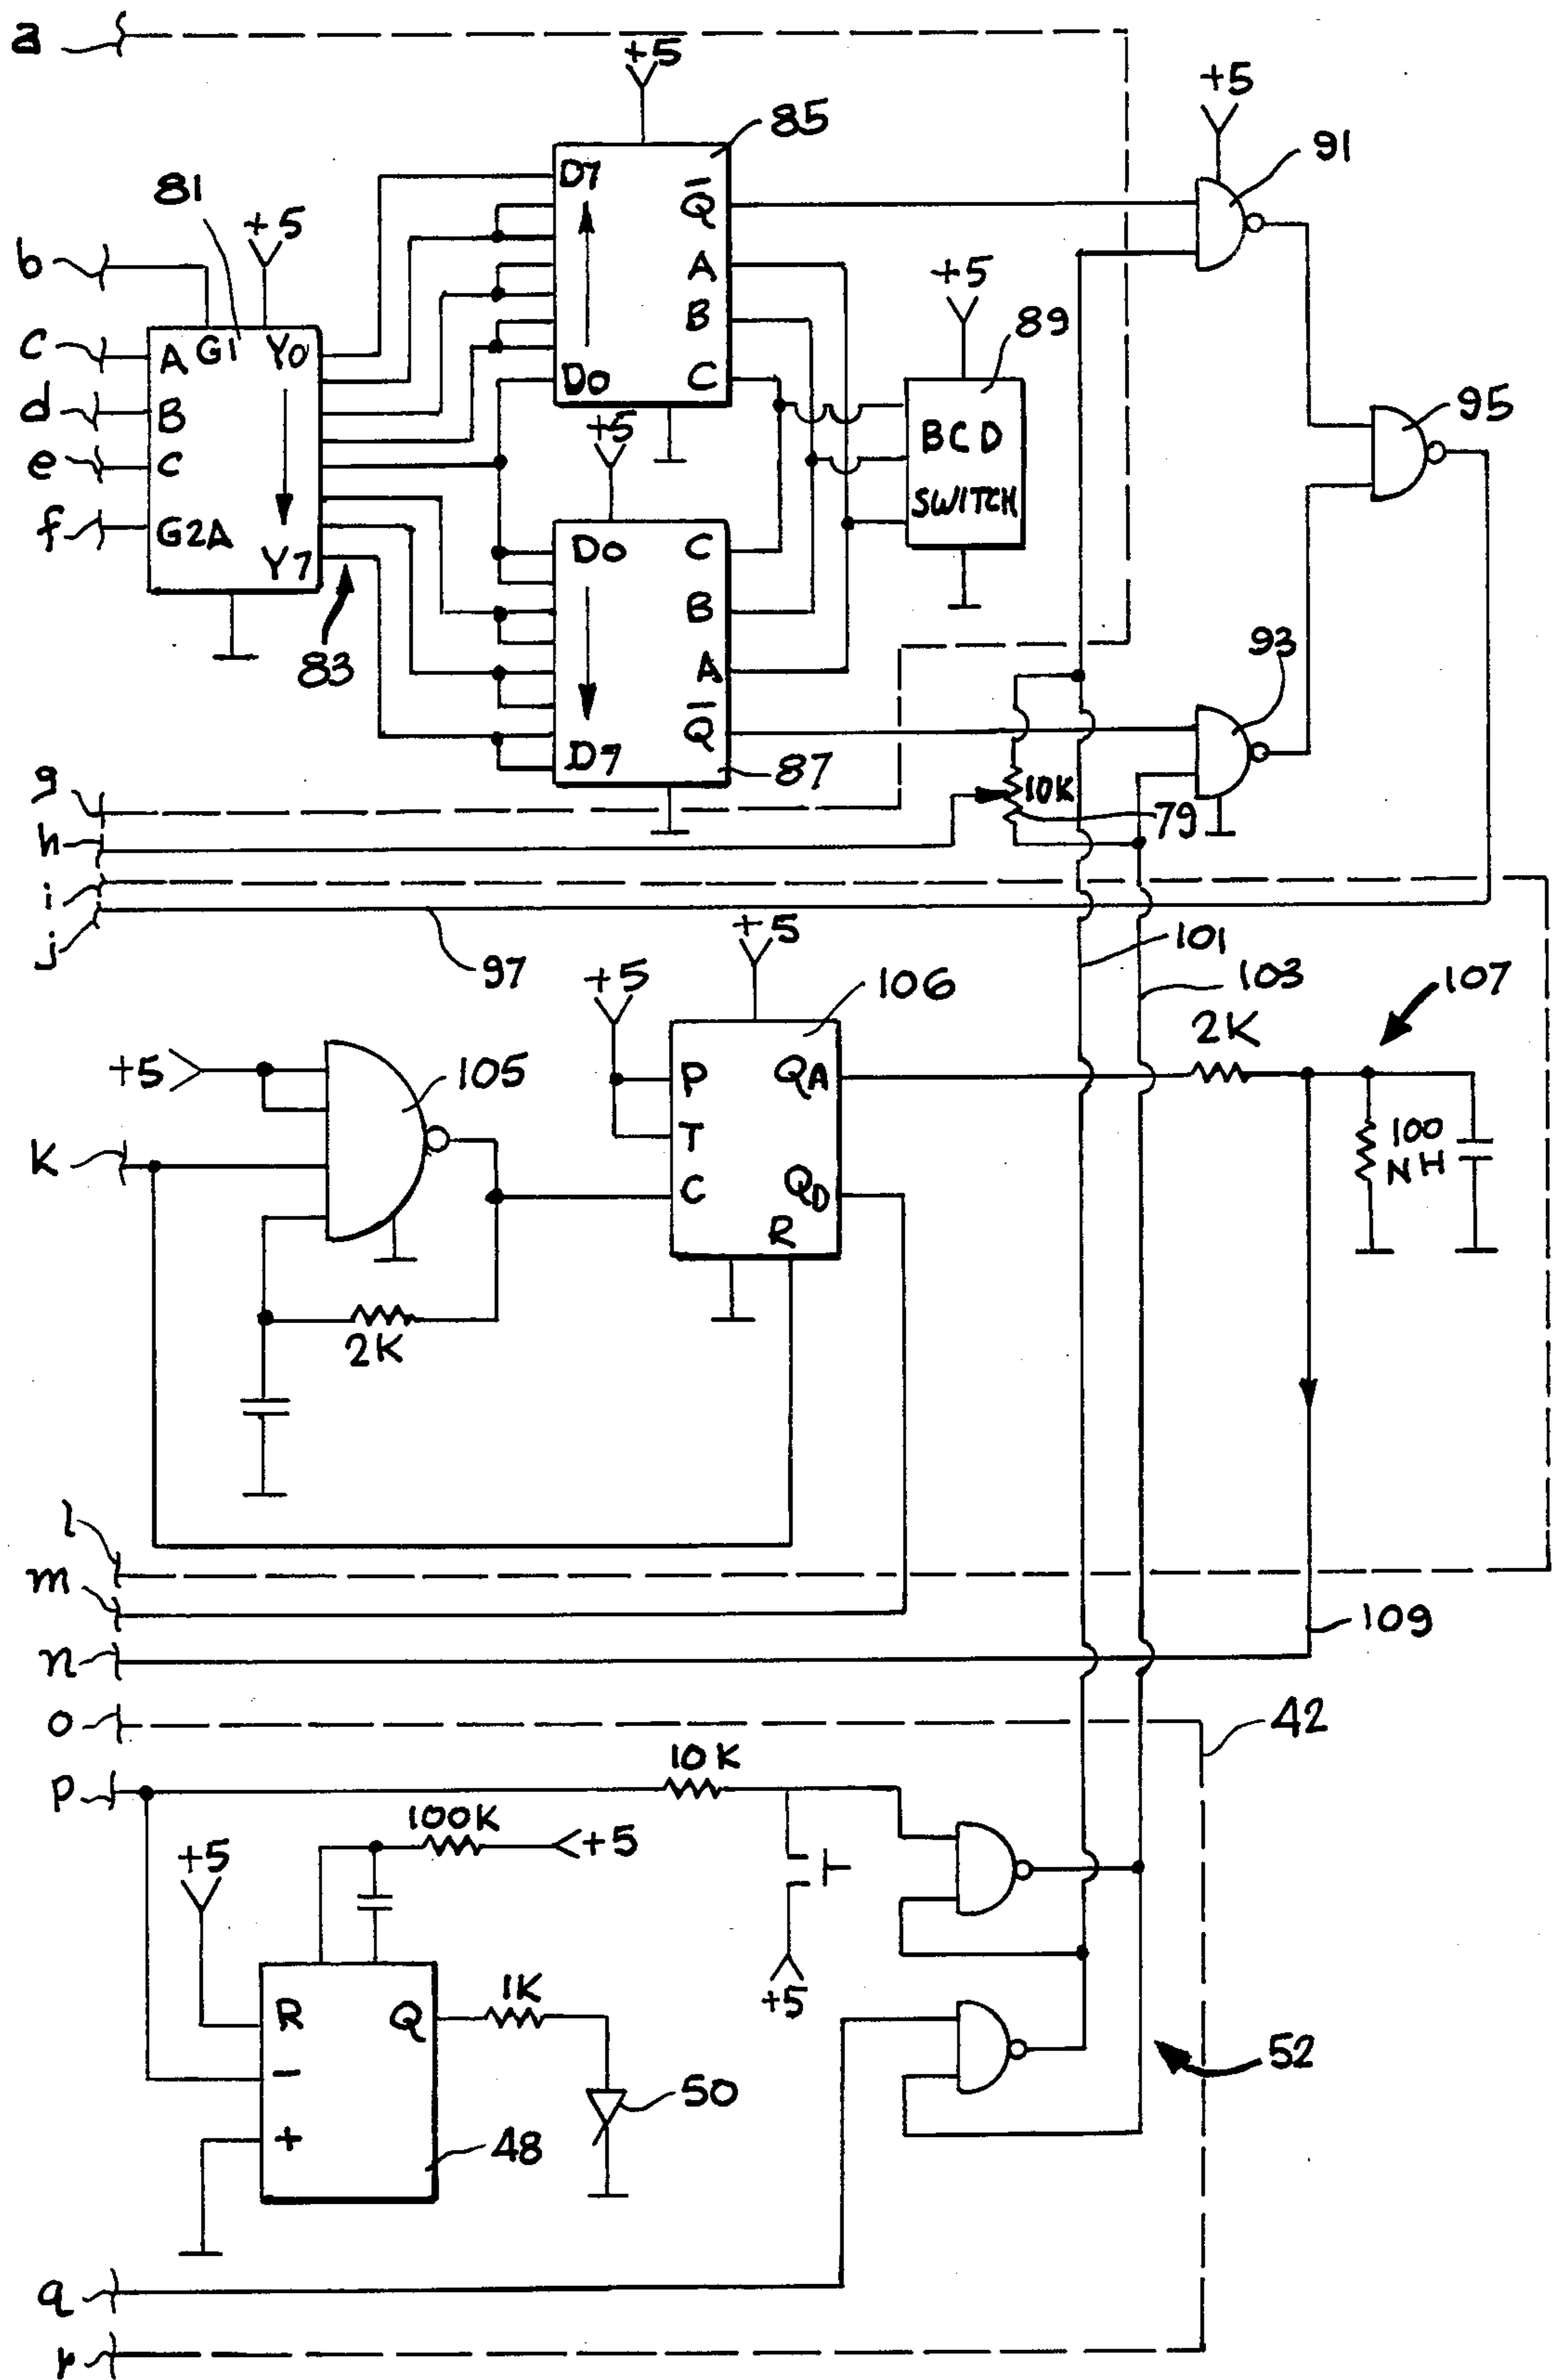 a
+5
85
+5
91
D7
Q̅
81
+5
b
A
+5
G1
Y0
B
89
c
A
d
B
D0
C
+5
95
BCD
e
C
SWITCH
f
G2A
Y7
D0
C
83
B
93
A
Q̅
g
D7
87
10K
h
79
i
j
97
+5
101
+5
106
103
107
2K
+5
105
P
QA
T
100
NH
K
C
QD
R
2K
l
m
109
n
o
42
10K
p
100K
+5
+5
1K
+5
R
Q
52
−
50
+
48
q
r